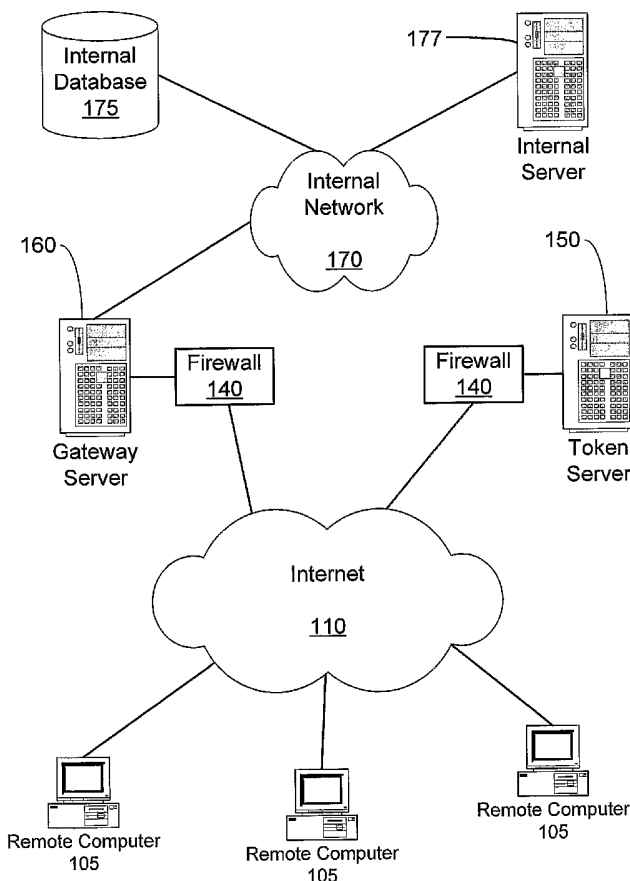 Internal
Database
175
177
Internal
Server
Internal
Network
170
160
150
Firewall
140
Firewall
140
Gateway
Server
Token
Server
Internet
110
Remote Computer
105
Remote Computer
105
Remote Computer
105